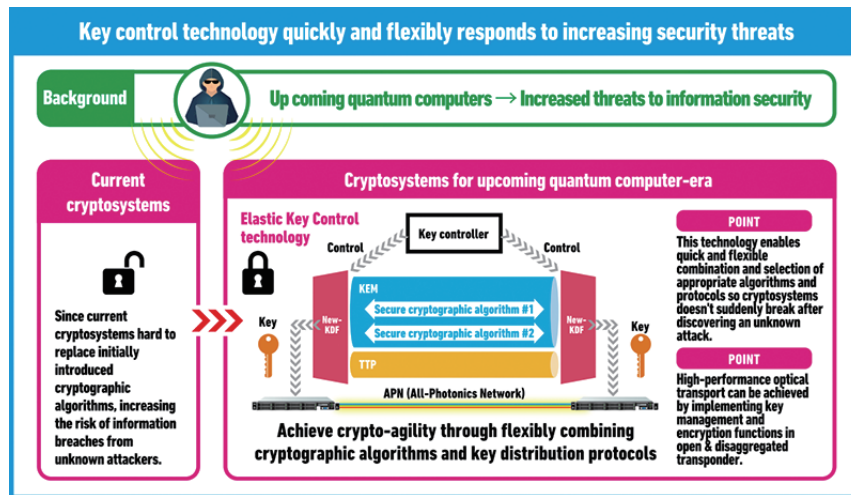 Key control technology quickly and flexibly responds to increasing security threats
Background
Up coming quantum computers → Increased threats to information security
Current
cryptosystems
Since current
cryptosystems hard to
replace initially
introduced
cryptographic
algorithms, increasing
the risk of information
breaches from
unknown attackers.
Cryptosystems for upcoming quantum computer-era
Elastic Key Control
technology
Key controller
Control
Control
KEM
New-
KDF
Secure cryptographic algorithm #1
Secure cryptographic algorithm #2
New-
KDF
Key
Key
TTP
APN (All-Photonics Network)
Achieve crypto-agility through flexibly combining
cryptographic algorithms and key distribution protocols
POINT
This technology enables
quick and flexible
combination and selection of
appropriate algorithms and
protocols so cryptosystems
doesn't suddenly break after
discovering an unknown
attack.
POINT
High-performance optical
transport can be achieved
by implementing key
management and
encryption functions in
open & disaggregated
transponder.